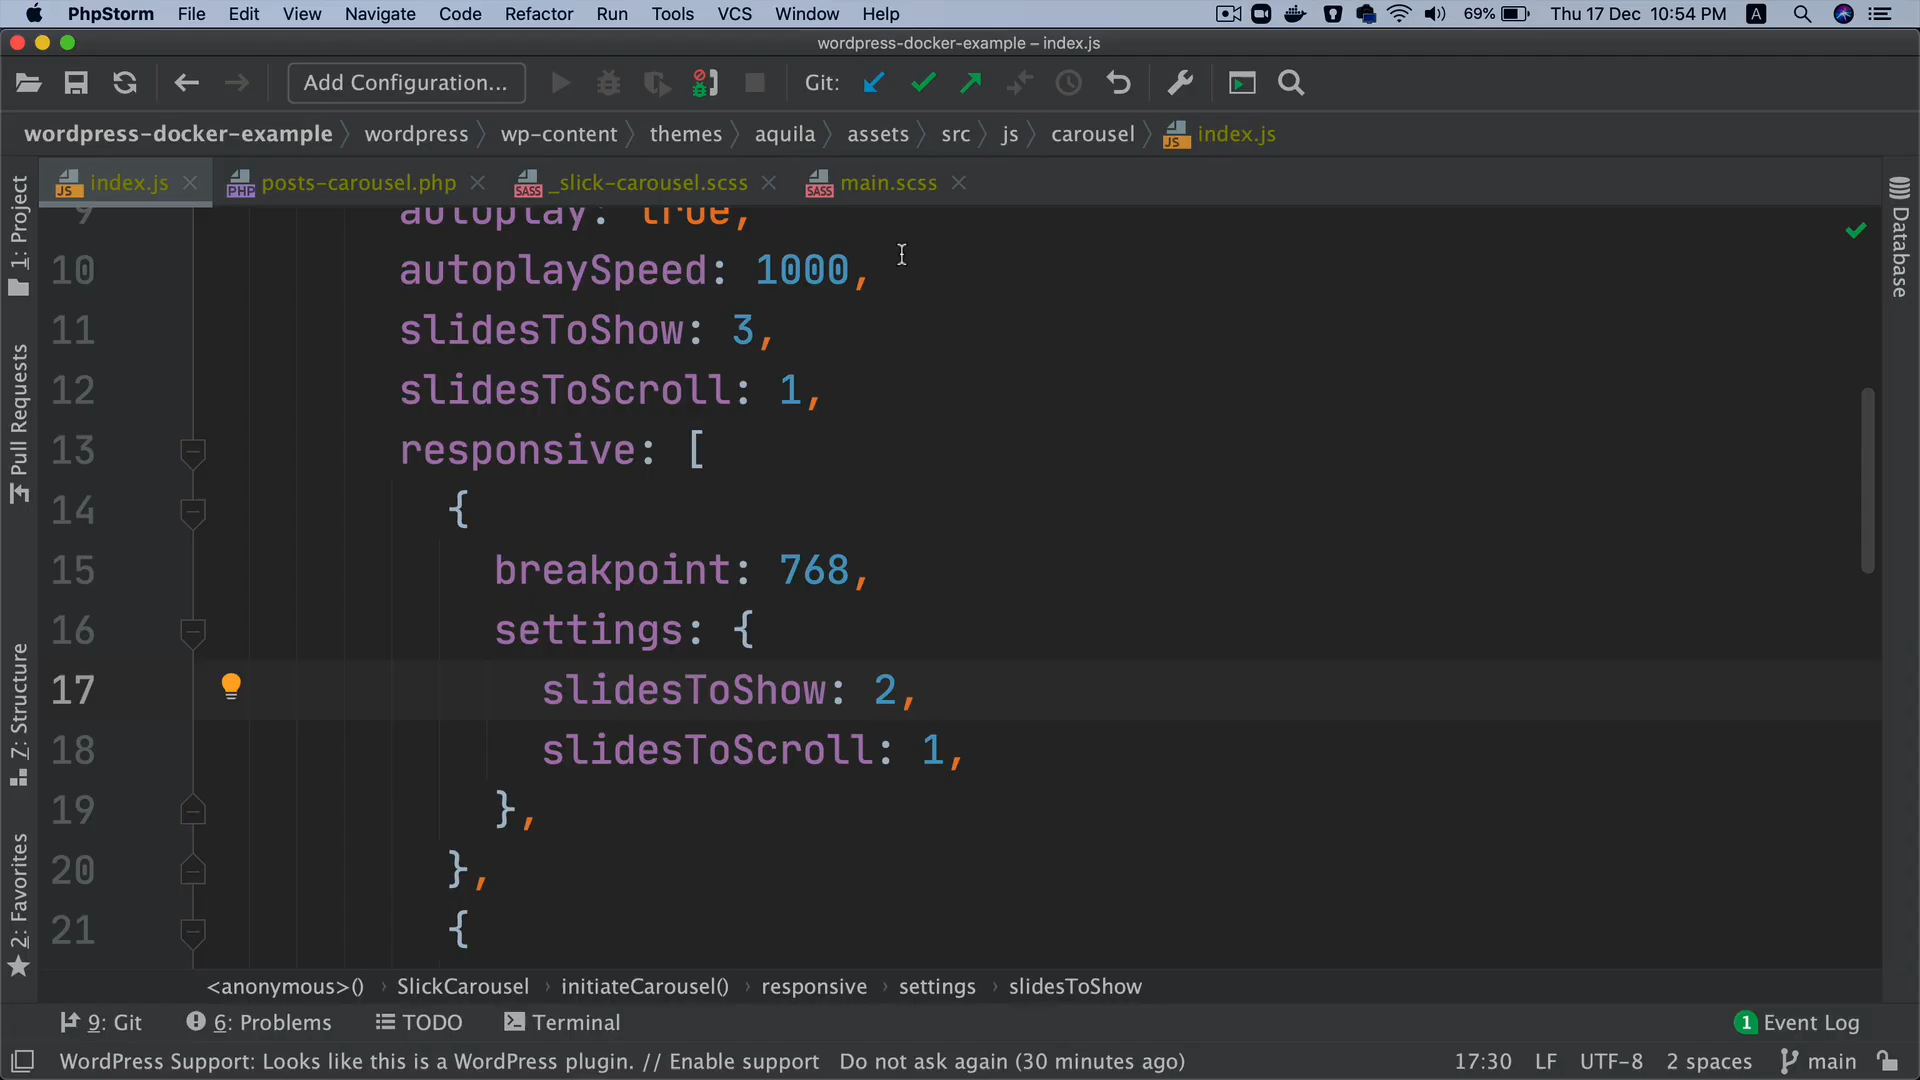 PhpStorm File Edit View Navigate Code Refactor Run Tools VCS Window Help 69% Thu 17 Dec 10:54 PM A
wordpress-docker-example – index.js
Add Configuration... Git:
wordpress-docker-example wordpress wp-content themes aquila assets src js carousel index.js
index.js posts-carousel.php _slick-carousel.scss main.scss
1: Project
Pull Requests
Z: Structure
2: Favorites
Database
9 autoplay: true,
10 autoplaySpeed: 1000,
11 slidesToShow: 3,
12 slidesToScroll: 1,
13 responsive: [
14 {
15 breakpoint: 768,
16 settings: {
17 slidesToShow: 2,
18 slidesToScroll: 1,
19 },
20 },
21 {
<anonymous>() › SlickCarousel › initiateCarousel() › responsive › settings › slidesToShow
9: Git 6: Problems TODO Terminal 1 Event Log
WordPress Support: Looks like this is a WordPress plugin. // Enable support Do not ask again (30 minutes ago) 17:30 LF UTF-8 2 spaces main